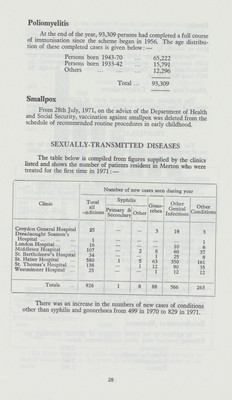 Poliomyelitis
At the end of the year, 93,309 persons had completed a full course
of immunisation since the scheme began in 1956. The age distribu-
tion of these completed cases is given below:—
Persons born 1943-70 ... 65,222
Persons born 1933-42 ... 15,791
Others ... ... 12,296
Total ... 93,309
Smallpox
From 28th July, 1971, on the advice of the Department of Health
and Social Security, vaccination against smallpox was deleted from the
schedule of recommended routine procedures in early childhood.
SEXUALLY-TRANSMITTED DISEASES
The table below is compiled from figures supplied by the clinics
listed and shows the number of patients resident in Merton who were
treated for the first time in 1971:—
Number of new cases seen during year
Clinic Total all conditions Syphilis Primary & Secondary Other Gono-rrhoea Other Genital Infections Other Conditions
Croydon General Hospital 25 — — 3 19 3
Dreadnought Seamen's
Hospital ... 1
London Hospital ... 16 10 6
Middlesex Hospital 107 — 2 8 60 37
St. Bartholomew's Hospital 34 — — 1 25 8
St. Helier Hospital 580 1 5 63 350 161
St. Thomas's Hospital 138 — 1 12 90 35
Westminster Hospital 25 — — 1 12 12
Totals ... 926 1 8 88 566 263
There was an increase in the numbers of new cases of conditions
other than syphilis and gonorrhoea from 499 in 1970 to 829 in 1971.
28